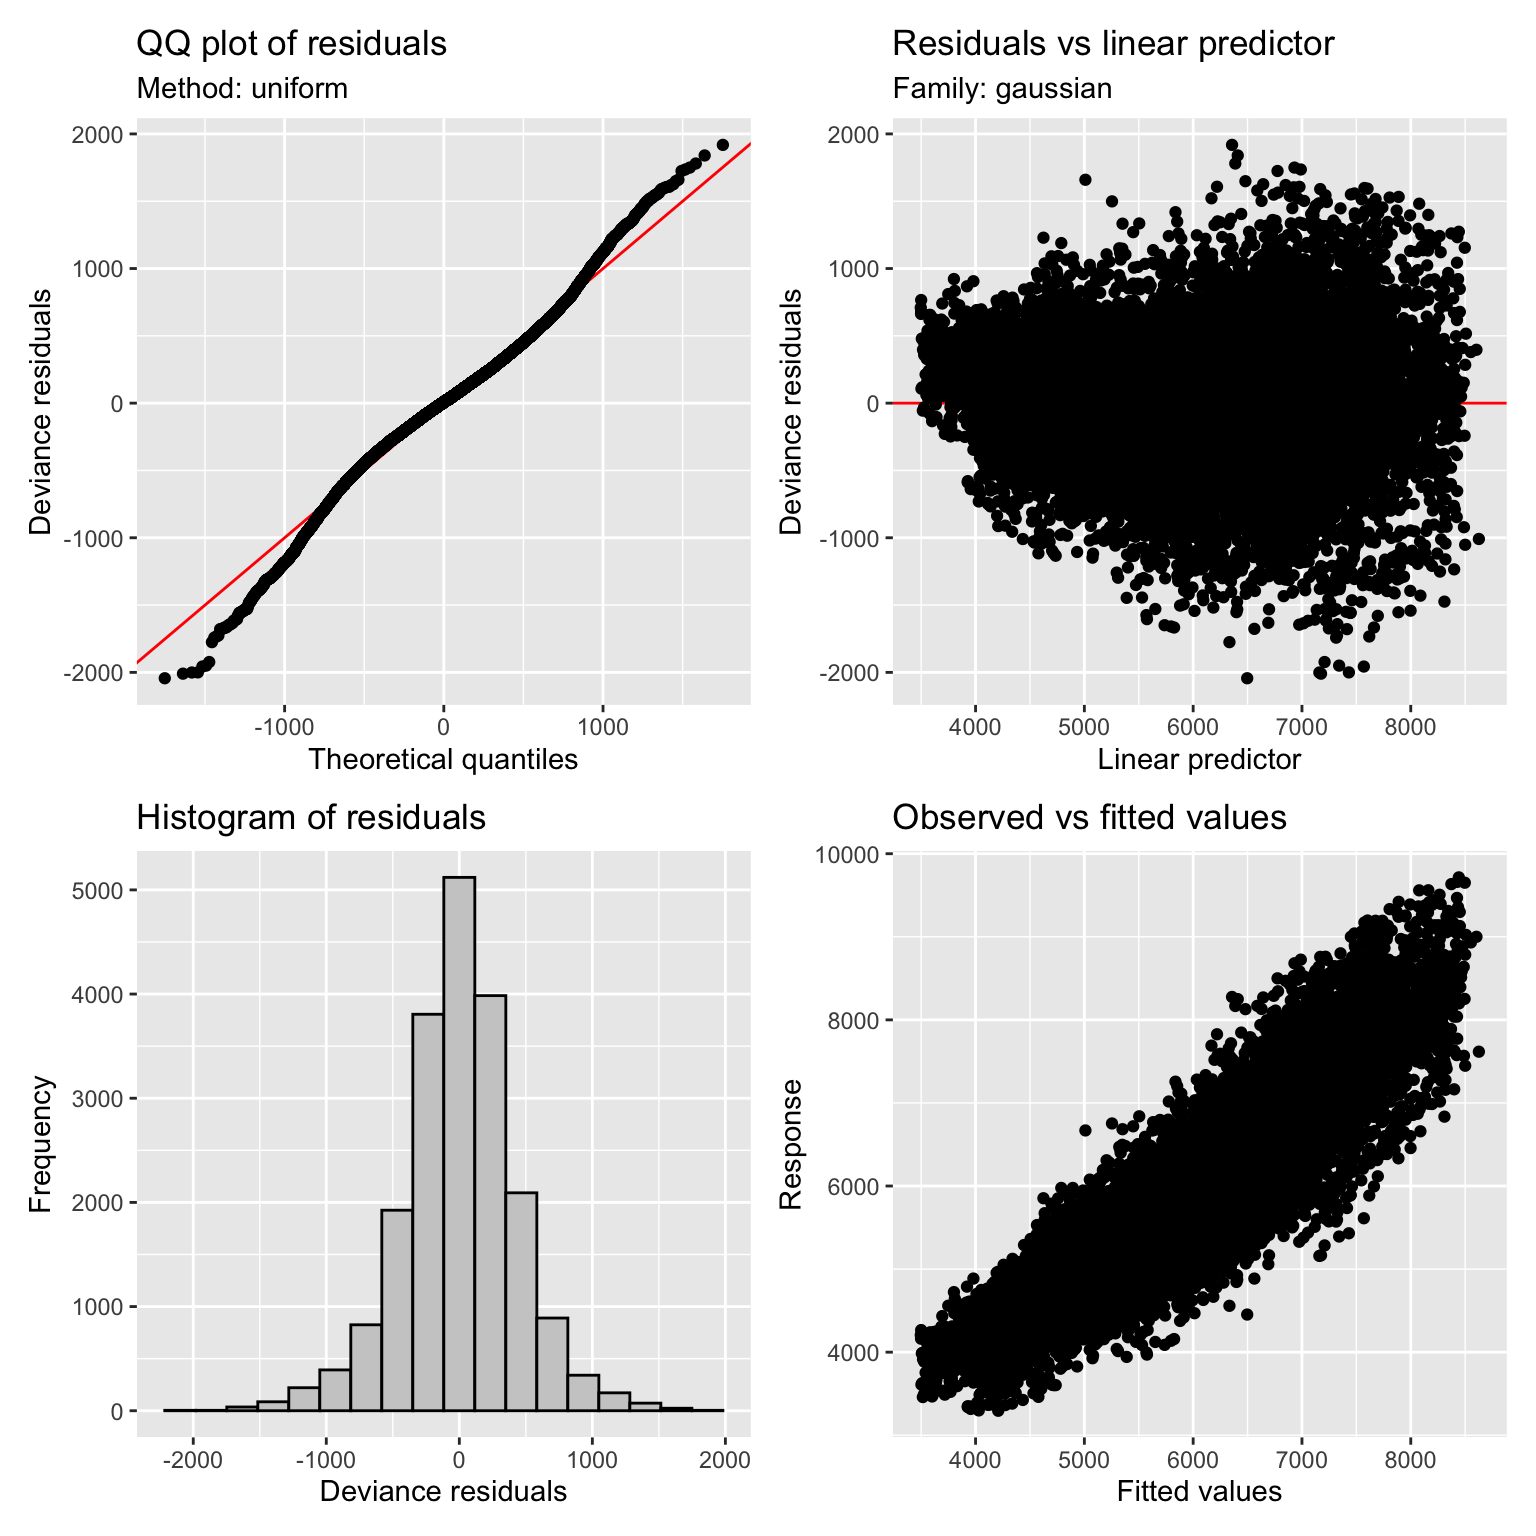 QQ plot of residuals
Method: uniform
2000
1000
0
-1000
-2000
Deviance residuals
-1000
0
1000
Theoretical quantiles
Residuals vs linear predictor
Family: gaussian
2000
1000
0
-1000
-2000
Deviance residuals
4000
5000
6000
7000
8000
Linear predictor
Histogram of residuals
5000
4000
3000
2000
1000
0
Frequency
-2000
-1000
0
1000
2000
Deviance residuals
Observed vs fitted values
10000
8000
6000
4000
Response
4000
5000
6000
7000
8000
Fitted values